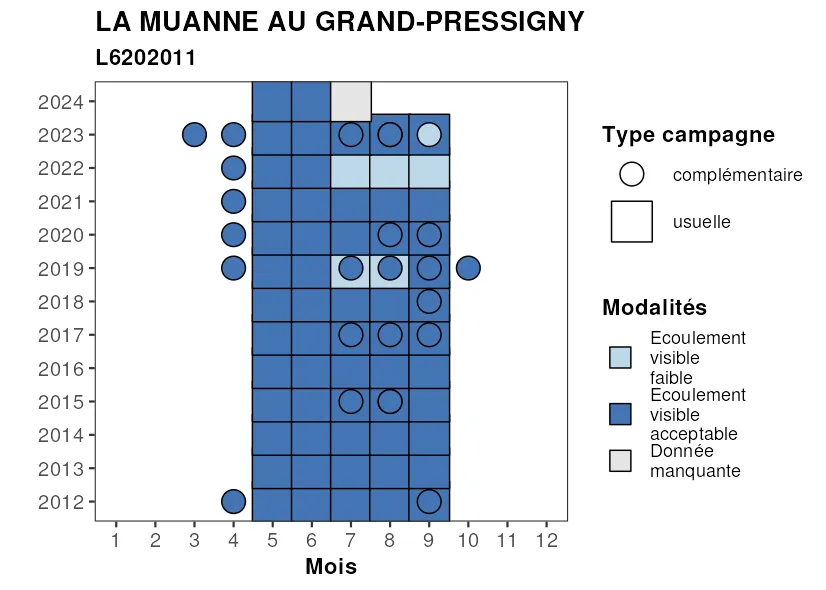 LA MUANNE AU GRAND-PRESSIGNY
L6202011
2024
2023
2022
2021
2020
2019
2018
2017
2016
2015
2014
2013
2012
1 2 3 4 5 6 7 8 9 10 11 12
Mois
Type campagne
complémentaire
usuelle
Modalités
Ecoulement
visible
faible
Ecoulement
visible
acceptable
Donnée
manquante